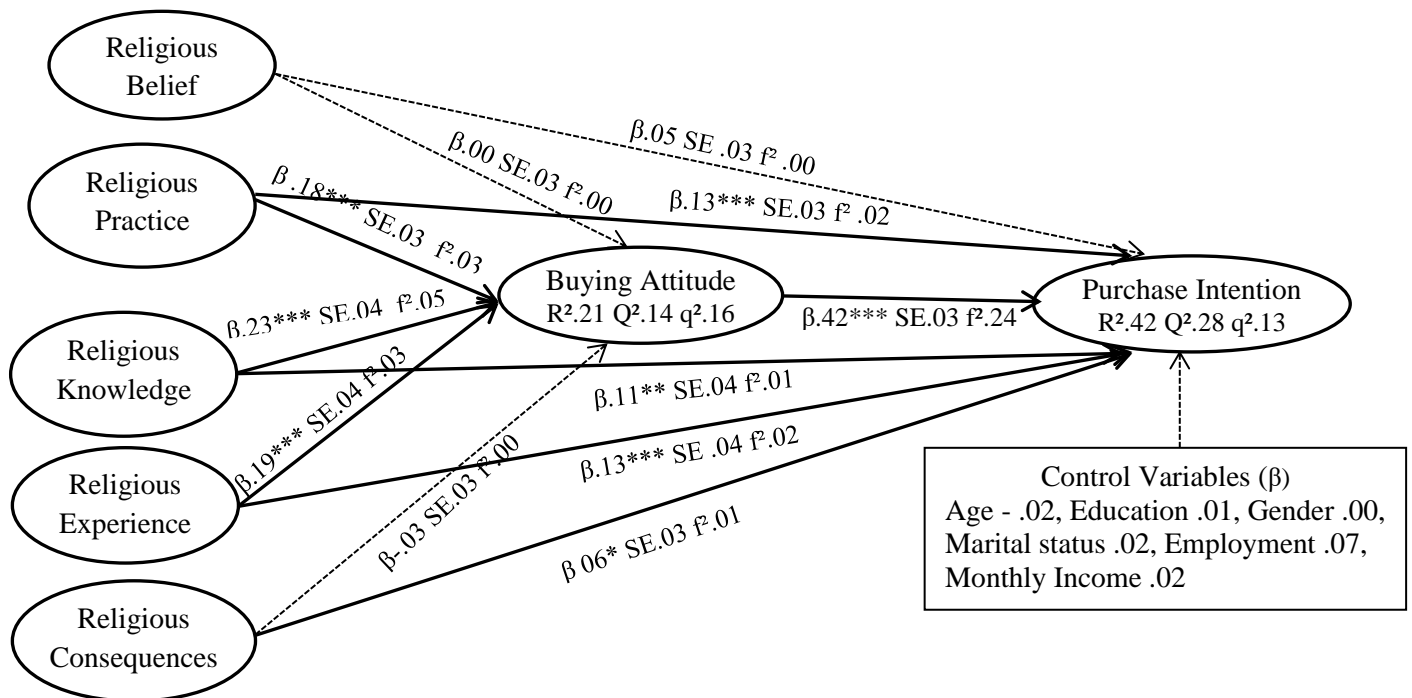 Religious
Belief
β.05 SE .03 f² .00
β.00 SE.03 f².00
Religious
Practice
β .18*** SE.03 f².03
β.13*** SE.03 f² .02
Buying Attitude
R².21 Q².14 q².16
β.42*** SE.03 f².24
Purchase Intention
R².42 Q².28 q².13
β.23*** SE.04 f².05
Religious
Knowledge
β.11** SE.04 f².01
β.19*** SE.04 f².03
Religious
Experience
β.13*** SE .04 f².02
β-.03 SE.03 f².00
β 06* SE.03 f².01
Religious
Consequences
Control Variables (β)
Age - .02, Education .01, Gender .00,
Marital status .02, Employment .07,
Monthly Income .02